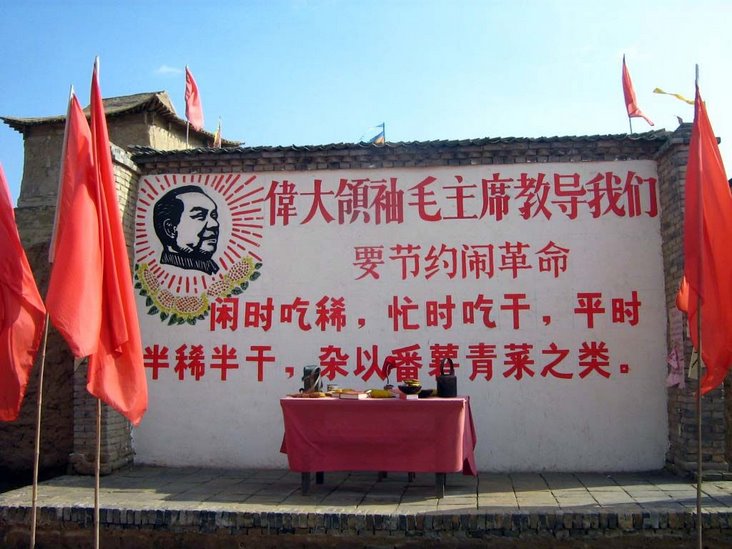 偉大領袖毛主席教导我们
要节约闹革命
闲时吃稀，忙时吃干，平时
半稀半干，杂以番薯青菜之类。